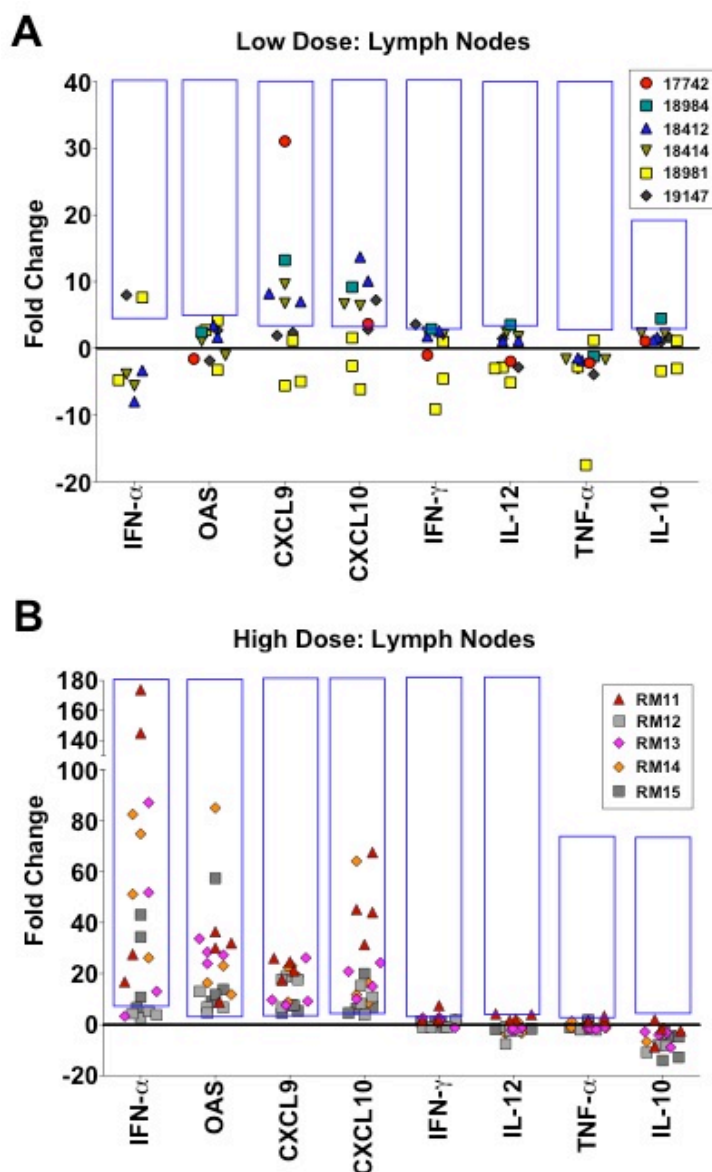 A
Low Dose: Lymph Nodes
Fold Change
40
30
20
10
0
-10
-20
17742
18984
18412
18414
18981
19147
IFN-α
OAS
CXCL9
CXCL10
IFN-γ
IL-12
TNF-α
IL-10
B
High Dose: Lymph Nodes
Fold Change
180
160
140
100
80
60
40
20
0
-20
RM11
RM12
RM13
RM14
RM15
IFN-α
OAS
CXCL9
CXCL10
IFN-γ
IL-12
TNF-α
IL-10